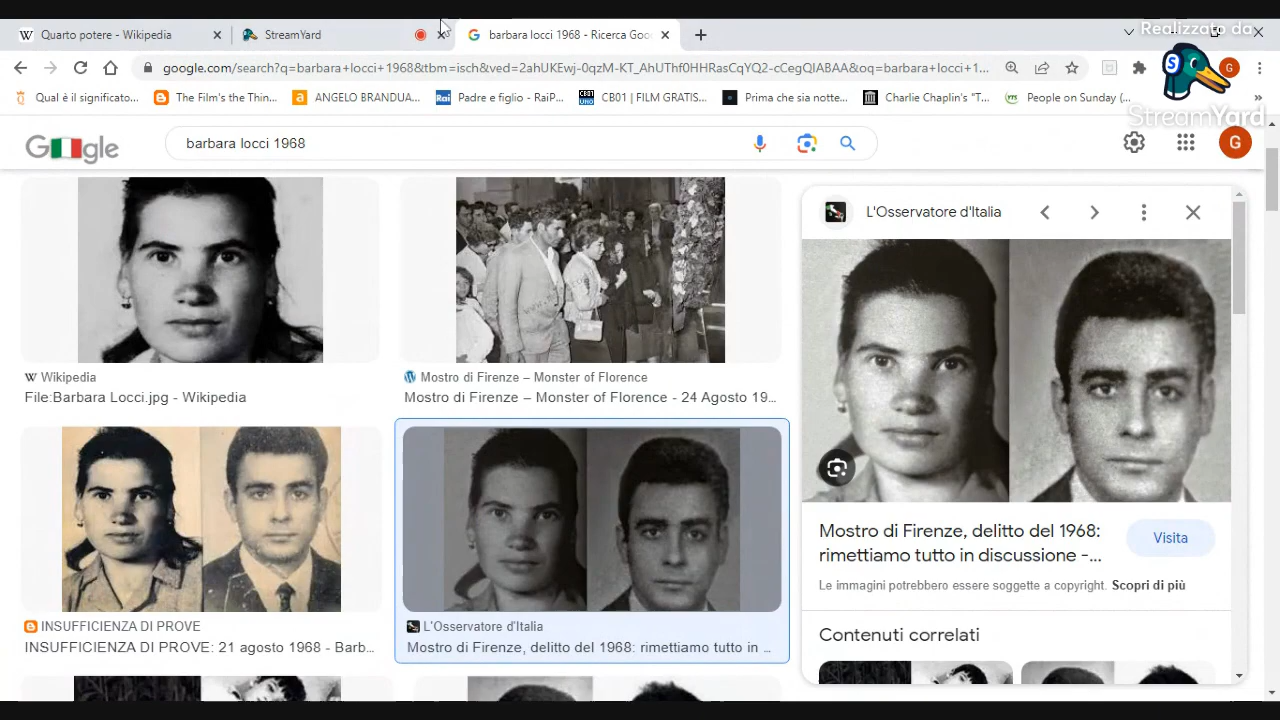 Realizzato da
StreamYard
Quarto potere - Wikipedia
StreamYard
barbara locci 1968 - Ricerca Goo
google.com/search?q=barbara+locci+1968&tbm=isch&ved=2ahUKEwj-0qzM-KT_AhUThf0HHRasCqYQ2-cCegQIABAA&oq=barbara+locci+1...
Qual è il significato...
The Film's the Thin...
ANGELO BRANDUA...
Padre e figlio - RaiP...
CB01 | FILM GRATIS...
Prima che sia notte...
Charlie Chaplin's "T...
People on Sunday (...
Google
barbara locci 1968
G
Wikipedia
File:Barbara Locci.jpg - Wikipedia
Mostro di Firenze – Monster of Florence
Mostro di Firenze – Monster of Florence - 24 Agosto 19...
INSUFFICIENZA DI PROVE
INSUFFICIENZA DI PROVE: 21 agosto 1968 - Barb...
L'Osservatore d'Italia
Mostro di Firenze, delitto del 1968: rimettiamo tutto in ...
L'Osservatore d'Italia
Mostro di Firenze, delitto del 1968:
rimettiamo tutto in discussione -...
Visita
Le immagini potrebbero essere soggette a copyright. Scopri di più
Contenuti correlati